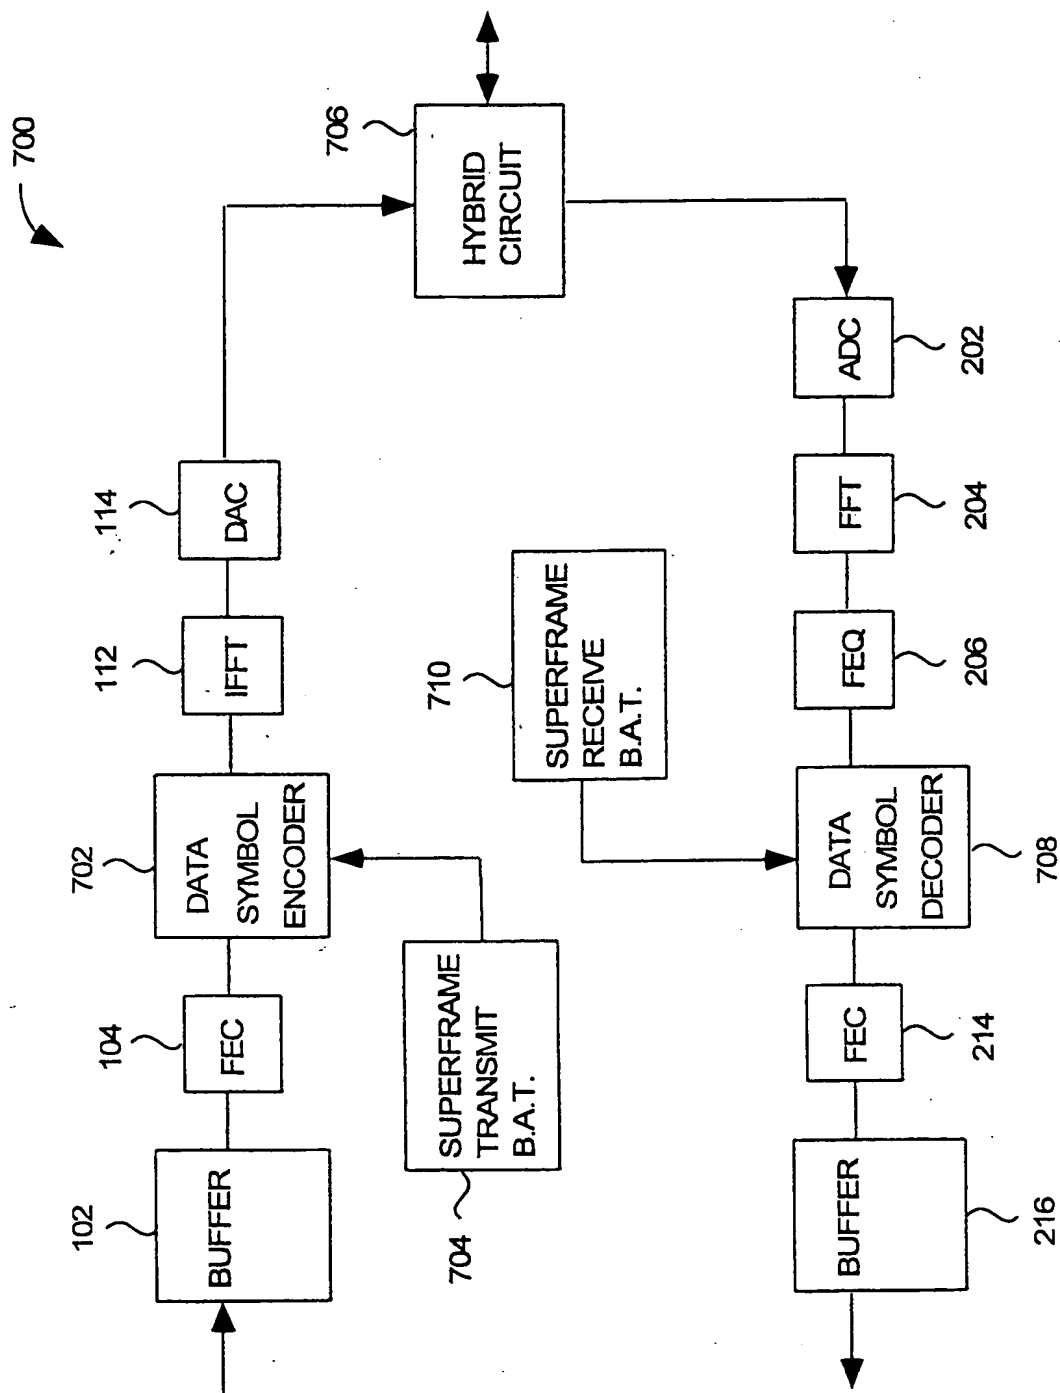 700
102
BUFFER
104
FEC
702
DATA
SYMBOL
ENCODER
112
IFFT
114
DAC
706
HYBRID
CIRCUIT
704
SUPERFRAME
TRANSMIT
B.A.T.
710
SUPERFRAME
RECEIVE
B.A.T.
BUFFER
216
FEC
214
DATA
SYMBOL
DECODER
708
FEQ
206
FFT
204
ADC
202